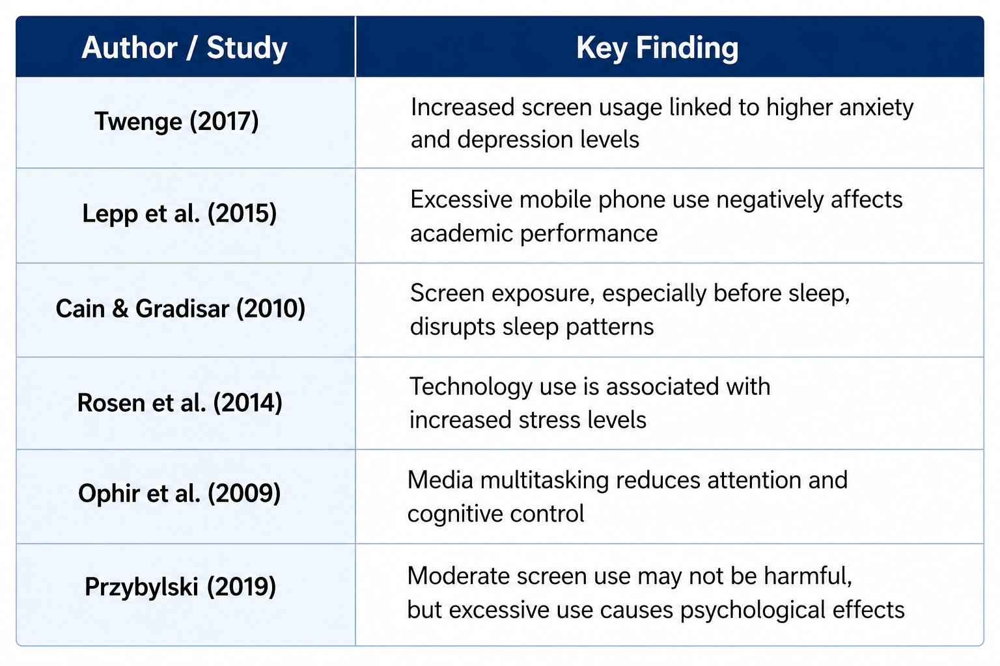 Author / Study
Key Finding
Twenge (2017)
Increased screen usage linked to higher anxiety
and depression levels
Lepp et al. (2015)
Excessive mobile phone use negatively affects
academic performance
Cain & Gradisar (2010)
Screen exposure, especially before sleep,
disrupts sleep patterns
Rosen et al. (2014)
Technology use is associated with
increased stress levels
Ophir et al. (2009)
Media multitasking reduces attention and
cognitive control
Przybylski (2019)
Moderate screen use may not be harmful,
but excessive use causes psychological effects